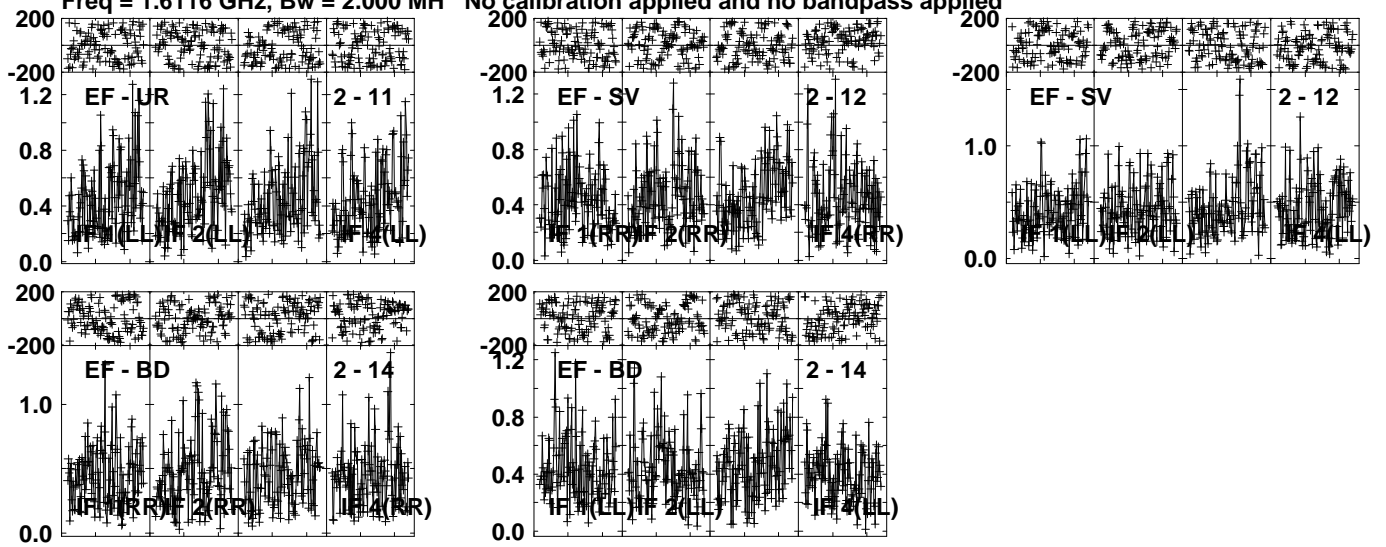 Freq = 1.6116 GHz, Bw = 2.000 MH No calibration applied and no bandpass applied
200
-200
EF - UR 2 - 11
1.2
0.8
0.4
0.0
IF 1(LL) IF 2(LL) IF 4(LL)
200
-200
EF - SV 2 - 12
1.2
0.8
0.4
0.0
IF 1(RR) IF 2(RR) IF 4(RR)
200
-200
EF - SV 2 - 12
1.0
0.0
IF 1(LL) IF 2(LL) IF 4(LL)
200
-200
EF - BD 2 - 14
1.0
0.0
IF 1(RR) IF 2(RR) IF 4(RR)
200
-200
EF - BD 2 - 14
1.2
0.8
0.4
0.0
IF 1(LL) IF 2(LL) IF 4(LL)